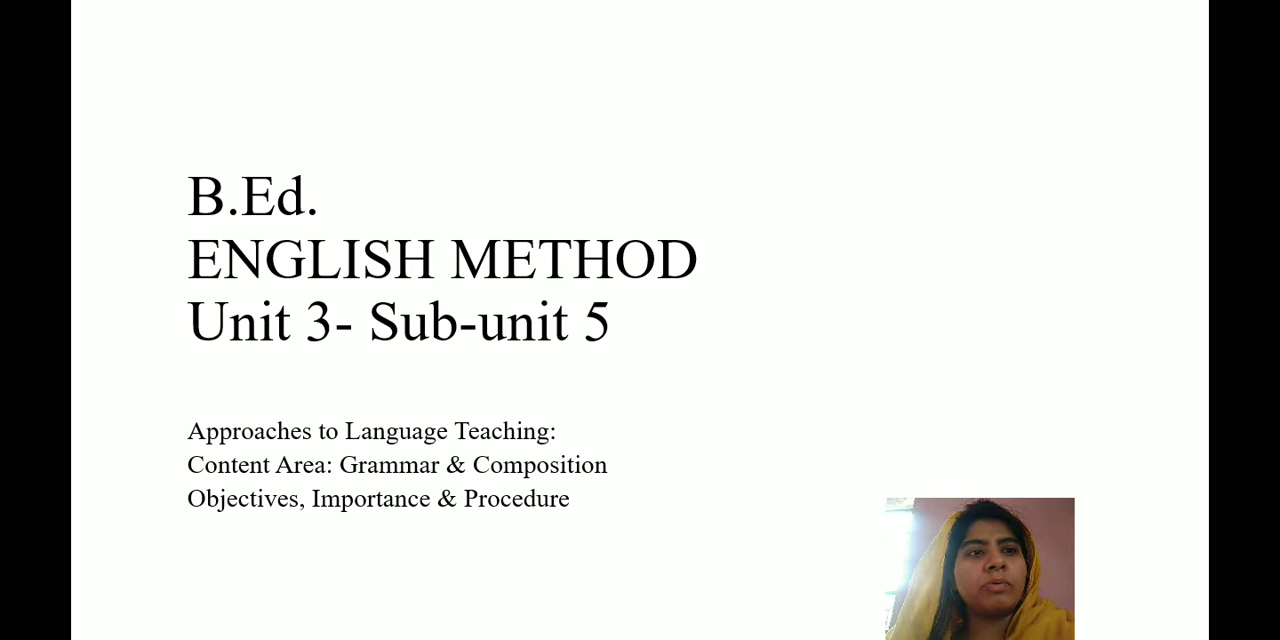 B.Ed.
ENGLISH METHOD
Unit 3- Sub-unit 5
Approaches to Language Teaching:
Content Area: Grammar & Composition
Objectives, Importance & Procedure